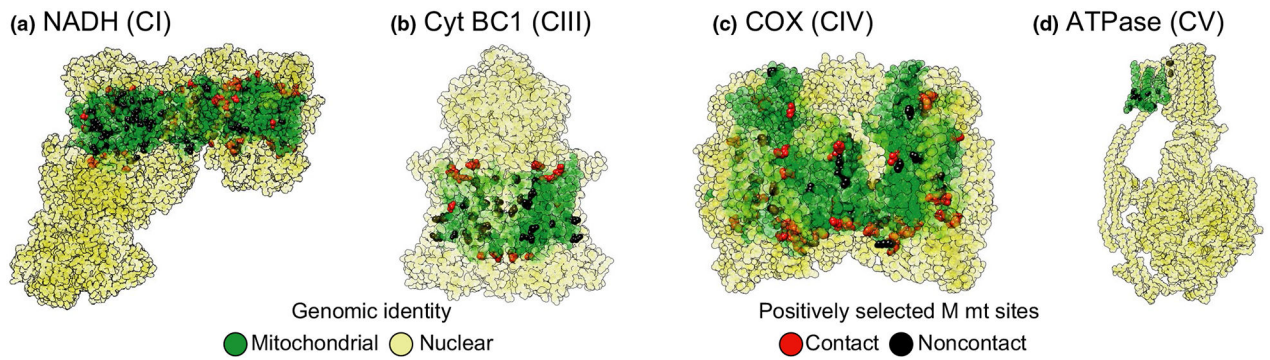 (a) NADH (CI)
(b) Cyt BC1 (CIII)
(c) COX (CIV)
(d) ATPase (CV)
Genomic identity
Mitochondrial Nuclear
Positively selected M mt sites
Contact Noncontact